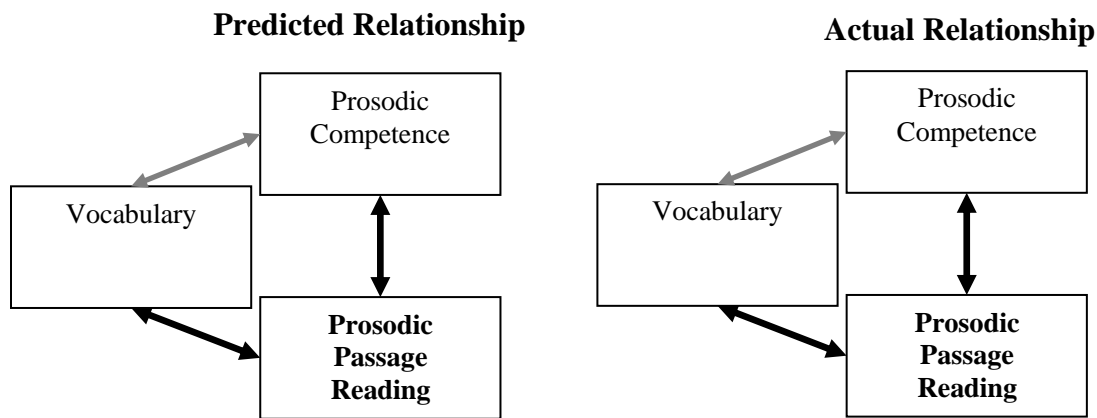 Predicted Relationship
Prosodic
Competence
Vocabulary
Prosodic
Passage
Reading
Actual Relationship
Prosodic
Competence
Vocabulary
Prosodic
Passage
Reading